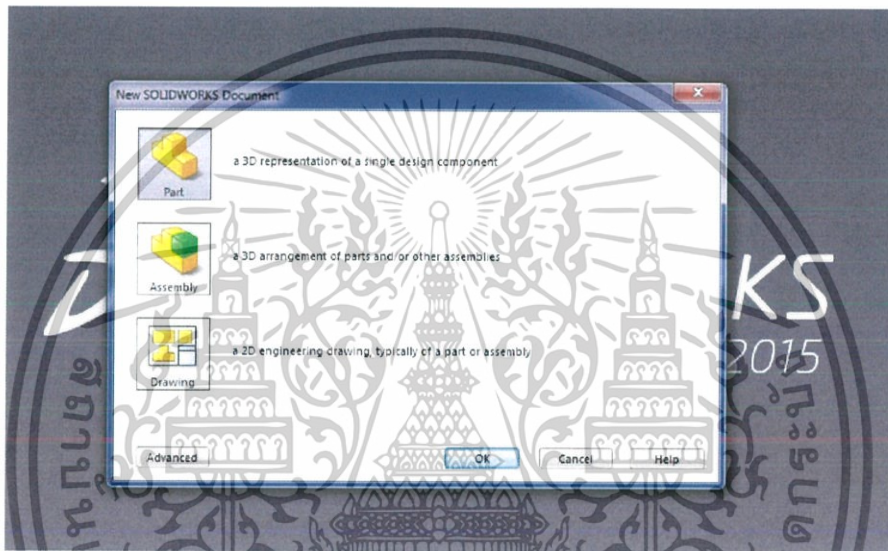 New SOLIDWORKS Document
Part
a 3D representation of a single design component
Assembly
a 3D arrangement of parts and/or other assemblies
Drawing
a 2D engineering drawing, typically of a part or assembly
Advanced
OK
Cancel
Help
KS
2015